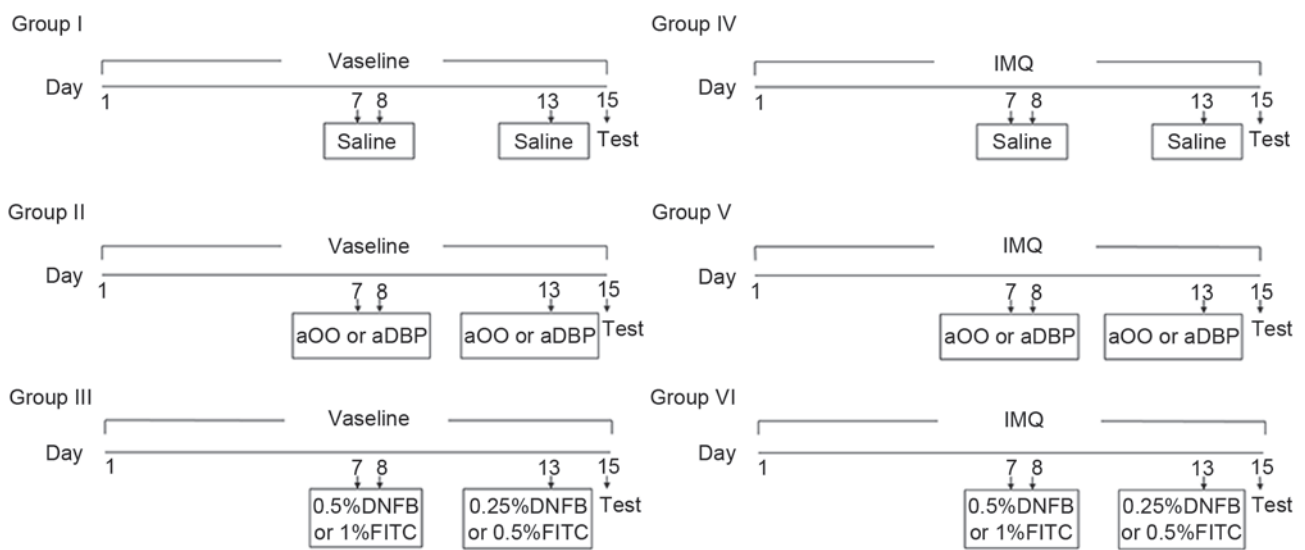 Group I
Vaseline
Day
1 7 8 13 15
Saline Saline Test
Group II
Vaseline
Day
1 7 8 13 15
aOO or aDBP aOO or aDBP Test
Group III
Vaseline
Day
1 7 8 13 15
0.5%DNFB 0.25%DNFB Test
or 1%FITC or 0.5%FITC
Group IV
IMQ
Day
1 7 8 13 15
Saline Saline Test
Group V
IMQ
Day
1 7 8 13 15
aOO or aDBP aOO or aDBP Test
Group VI
IMQ
Day
1 7 8 13 15
0.5%DNFB 0.25%DNFB Test
or 1%FITC or 0.5%FITC